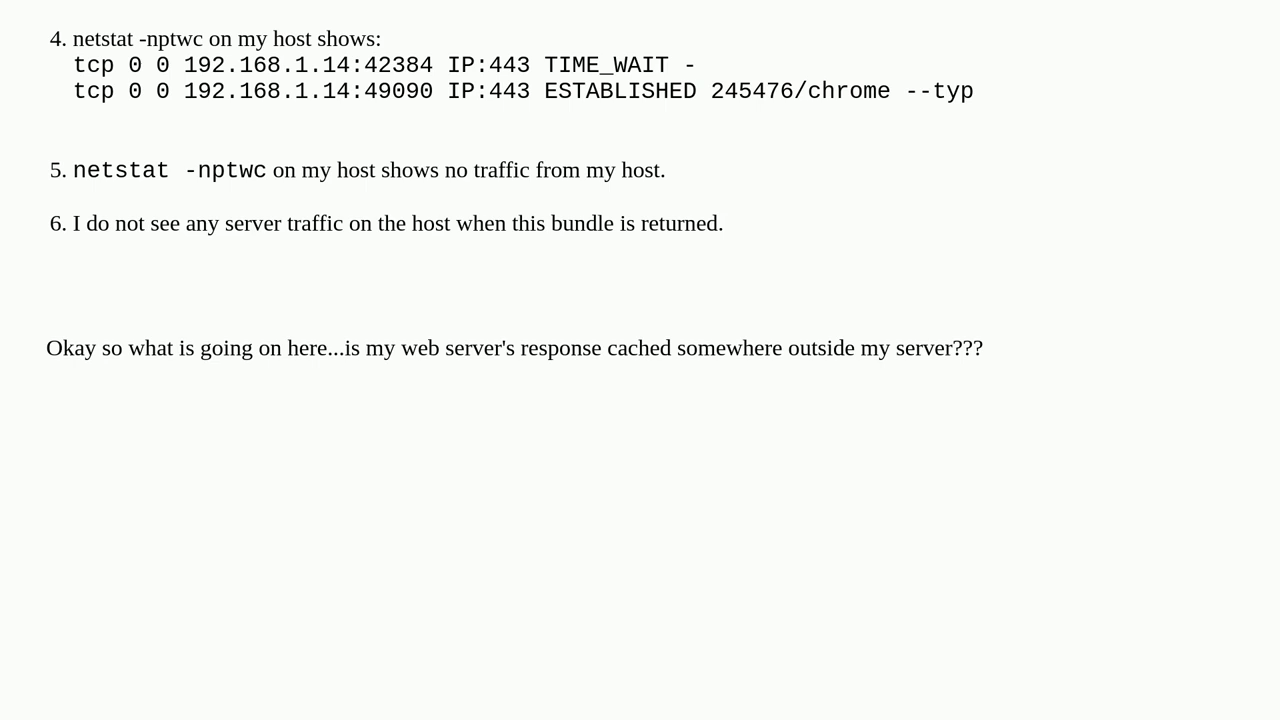 4. netstat -nptwc on my host shows:
tcp 0 0 192.168.1.14:42384 IP:443 TIME_WAIT -
tcp 0 0 192.168.1.14:49090 IP:443 ESTABLISHED 245476/chrome --typ
5. netstat -nptwc on my host shows no traffic from my host.
6. I do not see any server traffic on the host when this bundle is returned.
Okay so what is going on here...is my web server's response cached somewhere outside my server???